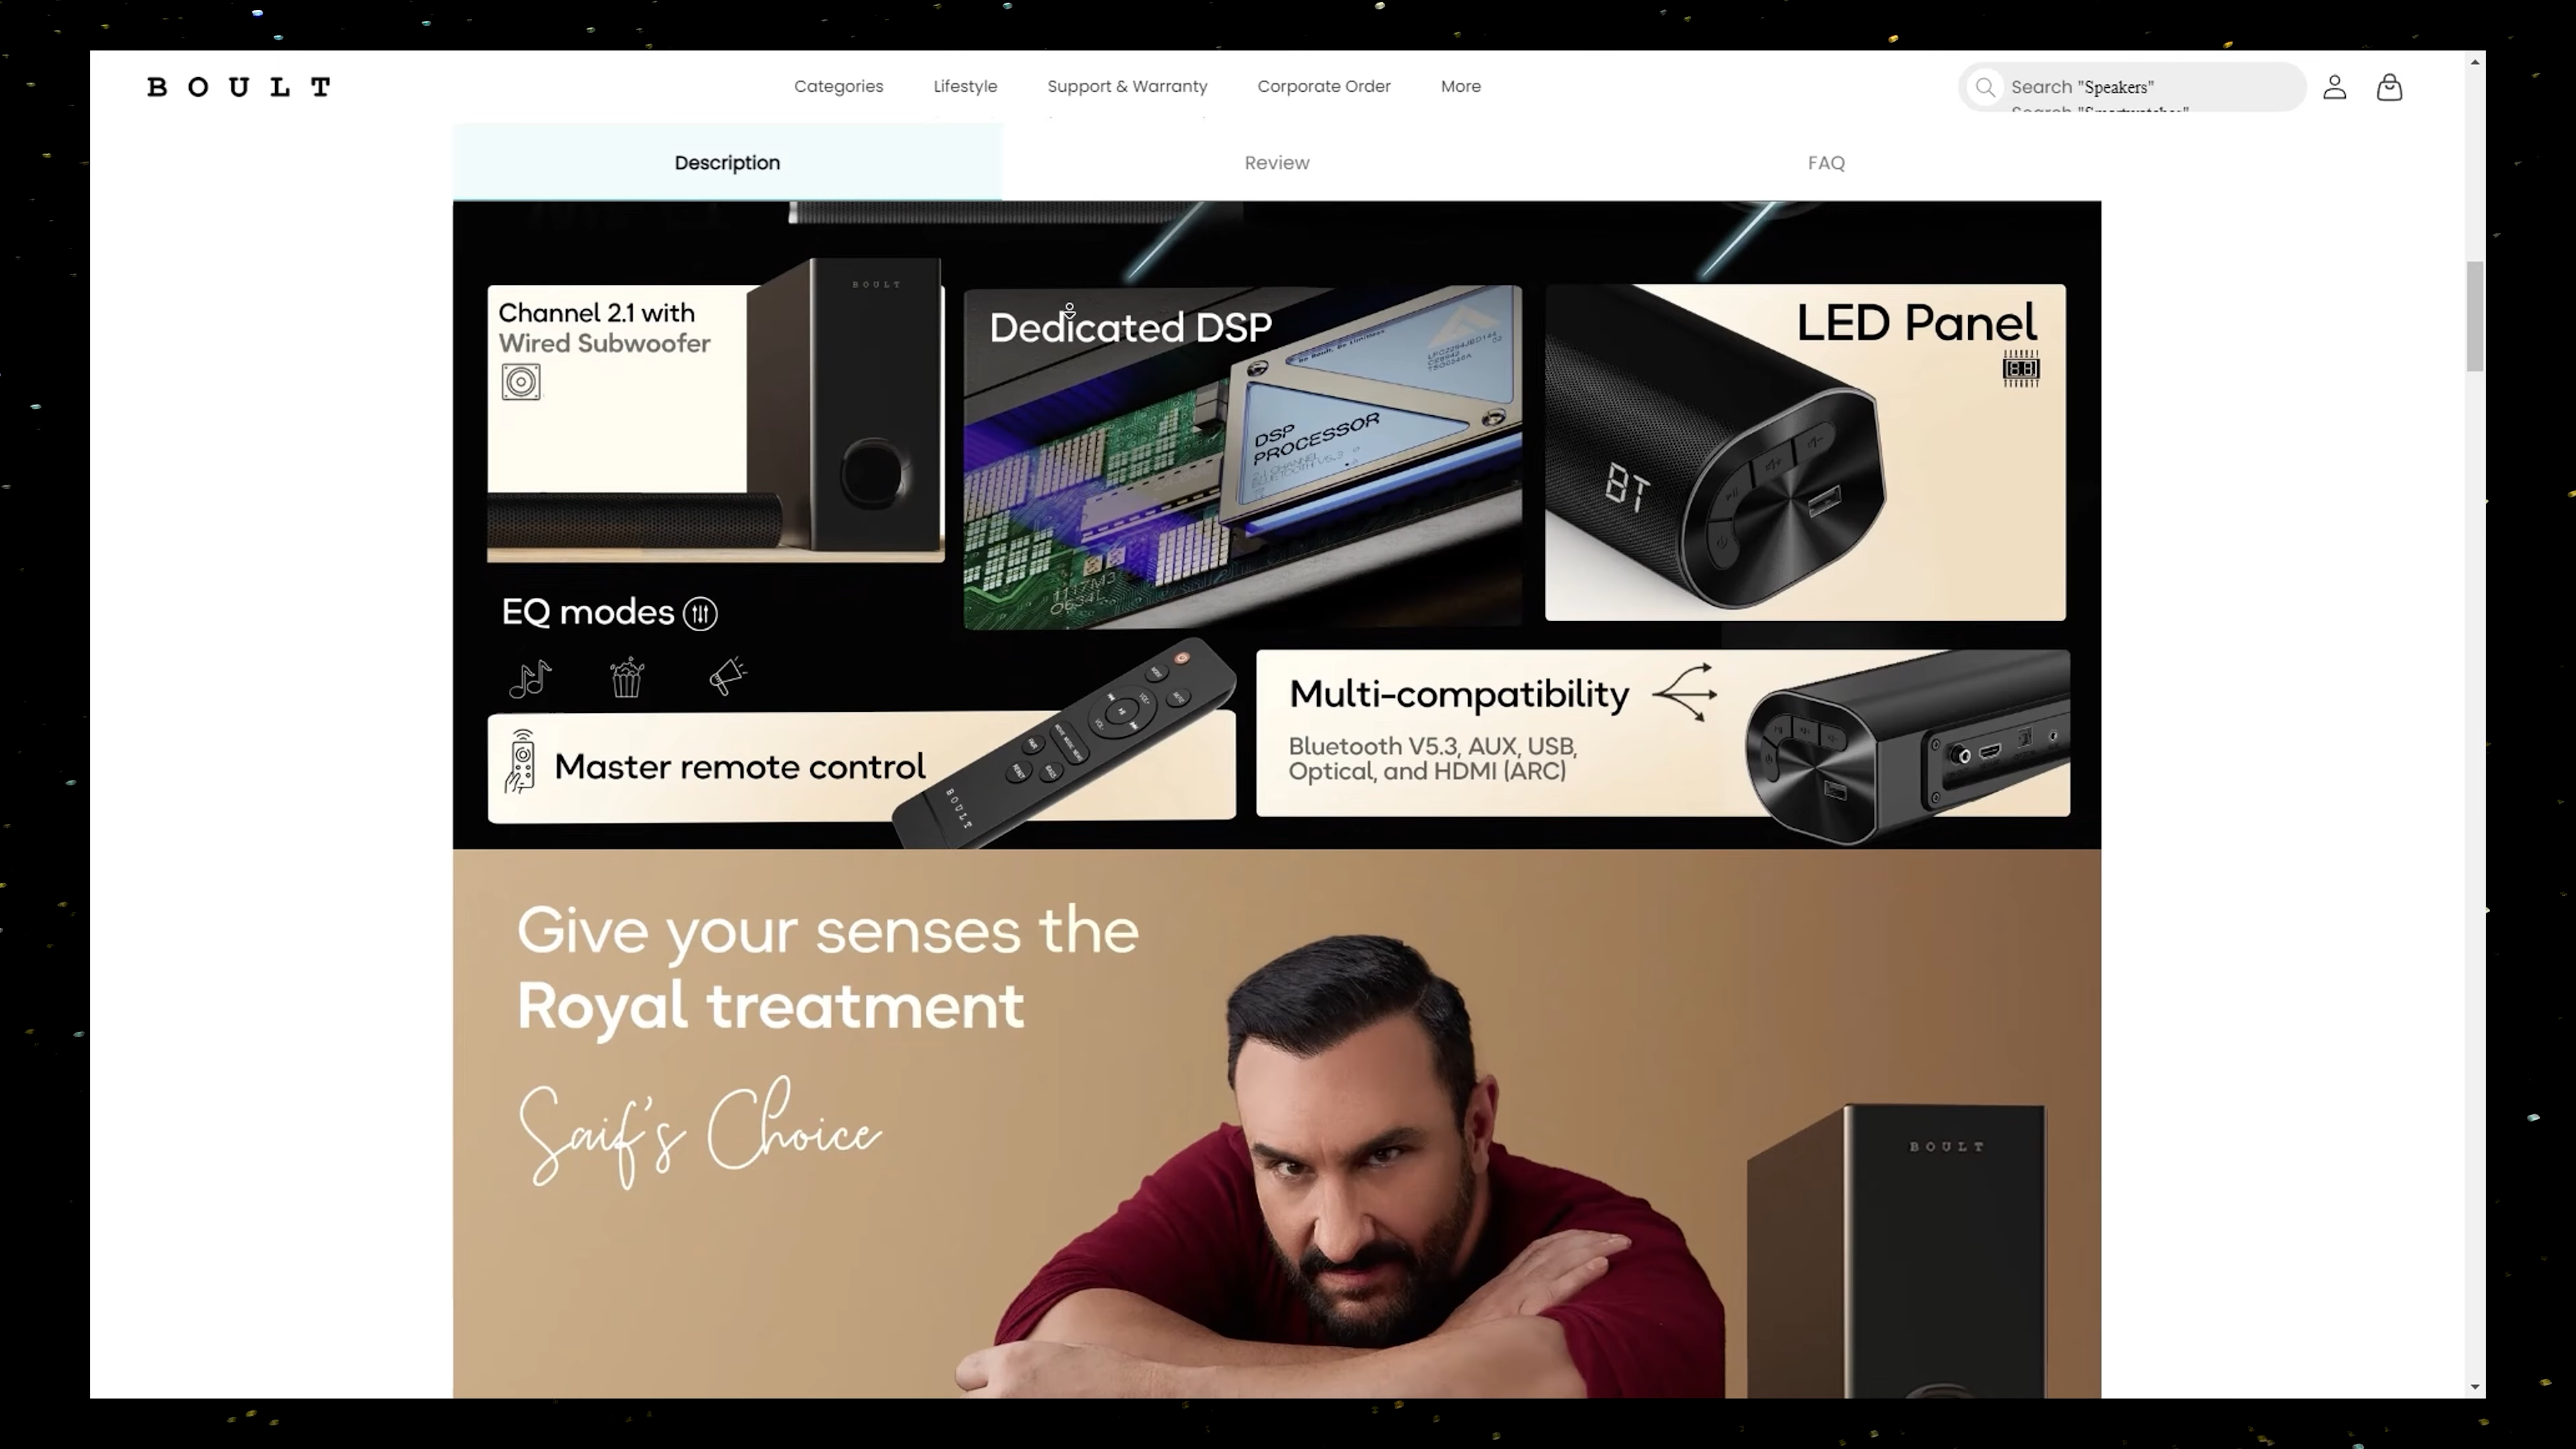 BOULT
Categories
Lifestyle
Support & Warranty
Corporate Order
More
Search "Speakers"
Description
Review
FAQ
BOULT
Channel 2.1 with
Wired Subwoofer
Dedicated DSP
DSP
PROCESSOR
LED Panel
BT
EQ modes
Master remote control
BOULT
Multi-compatibility
Bluetooth V5.3, AUX, USB,
Optical, and HDMI (ARC)
Give your senses the
Royal treatment
Saif's Choice
BOULT